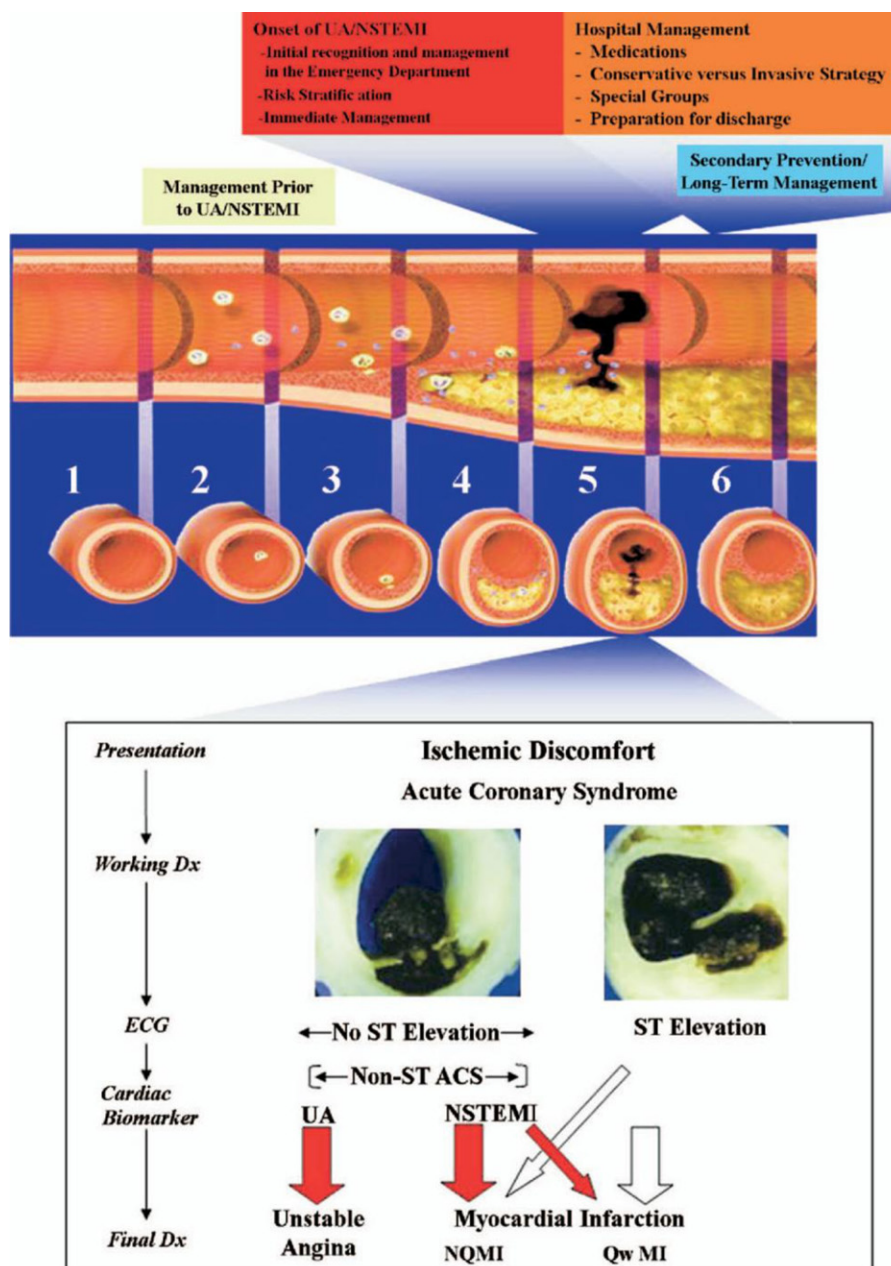 Onset of UA/NSTEMI
-Initial recognition and management
in the Emergency Department
-Risk Stratific ation
-Immediate Management
Hospital Management
- Medications
- Conservative versus Invasive Strategy
- Special Groups
- Preparation for discharge
Secondary Prevention/
Long-Term Management
Management Prior
to UA/NSTEMI
1 2 3 4 5 6
Presentation
Ischemic Discomfort
Acute Coronary Syndrome
Working Dx
ECG
No ST Elevation
ST Elevation
Non-ST ACS
Cardiac
Biomarker
UA
NSTEMI
Unstable
Angina
Myocardial Infarction
Final Dx
NQMI
Qw MI